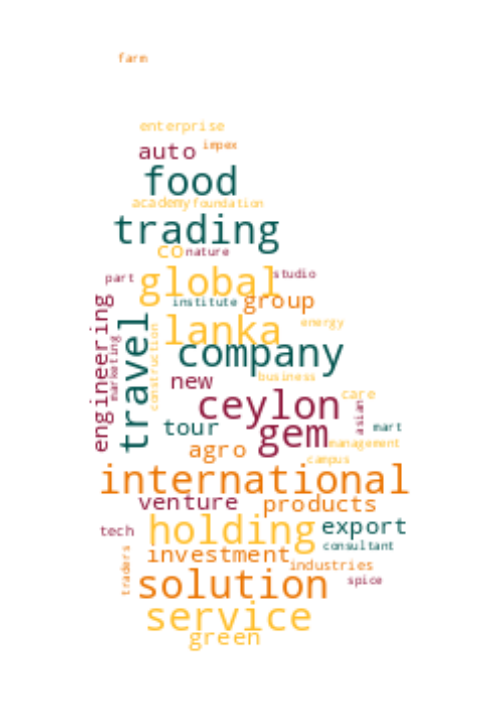 farm
enterprise
auto impex
food
academy foundation
trading
co nature
part global studio
institute group
engineering
marketing
travel
construction
lanka energy
company
new business
ceylon care
asian
tour gem mart
agro management
campus
international
venture products
tech holding export
consultant
traders
investment industries
solution spice
service
green